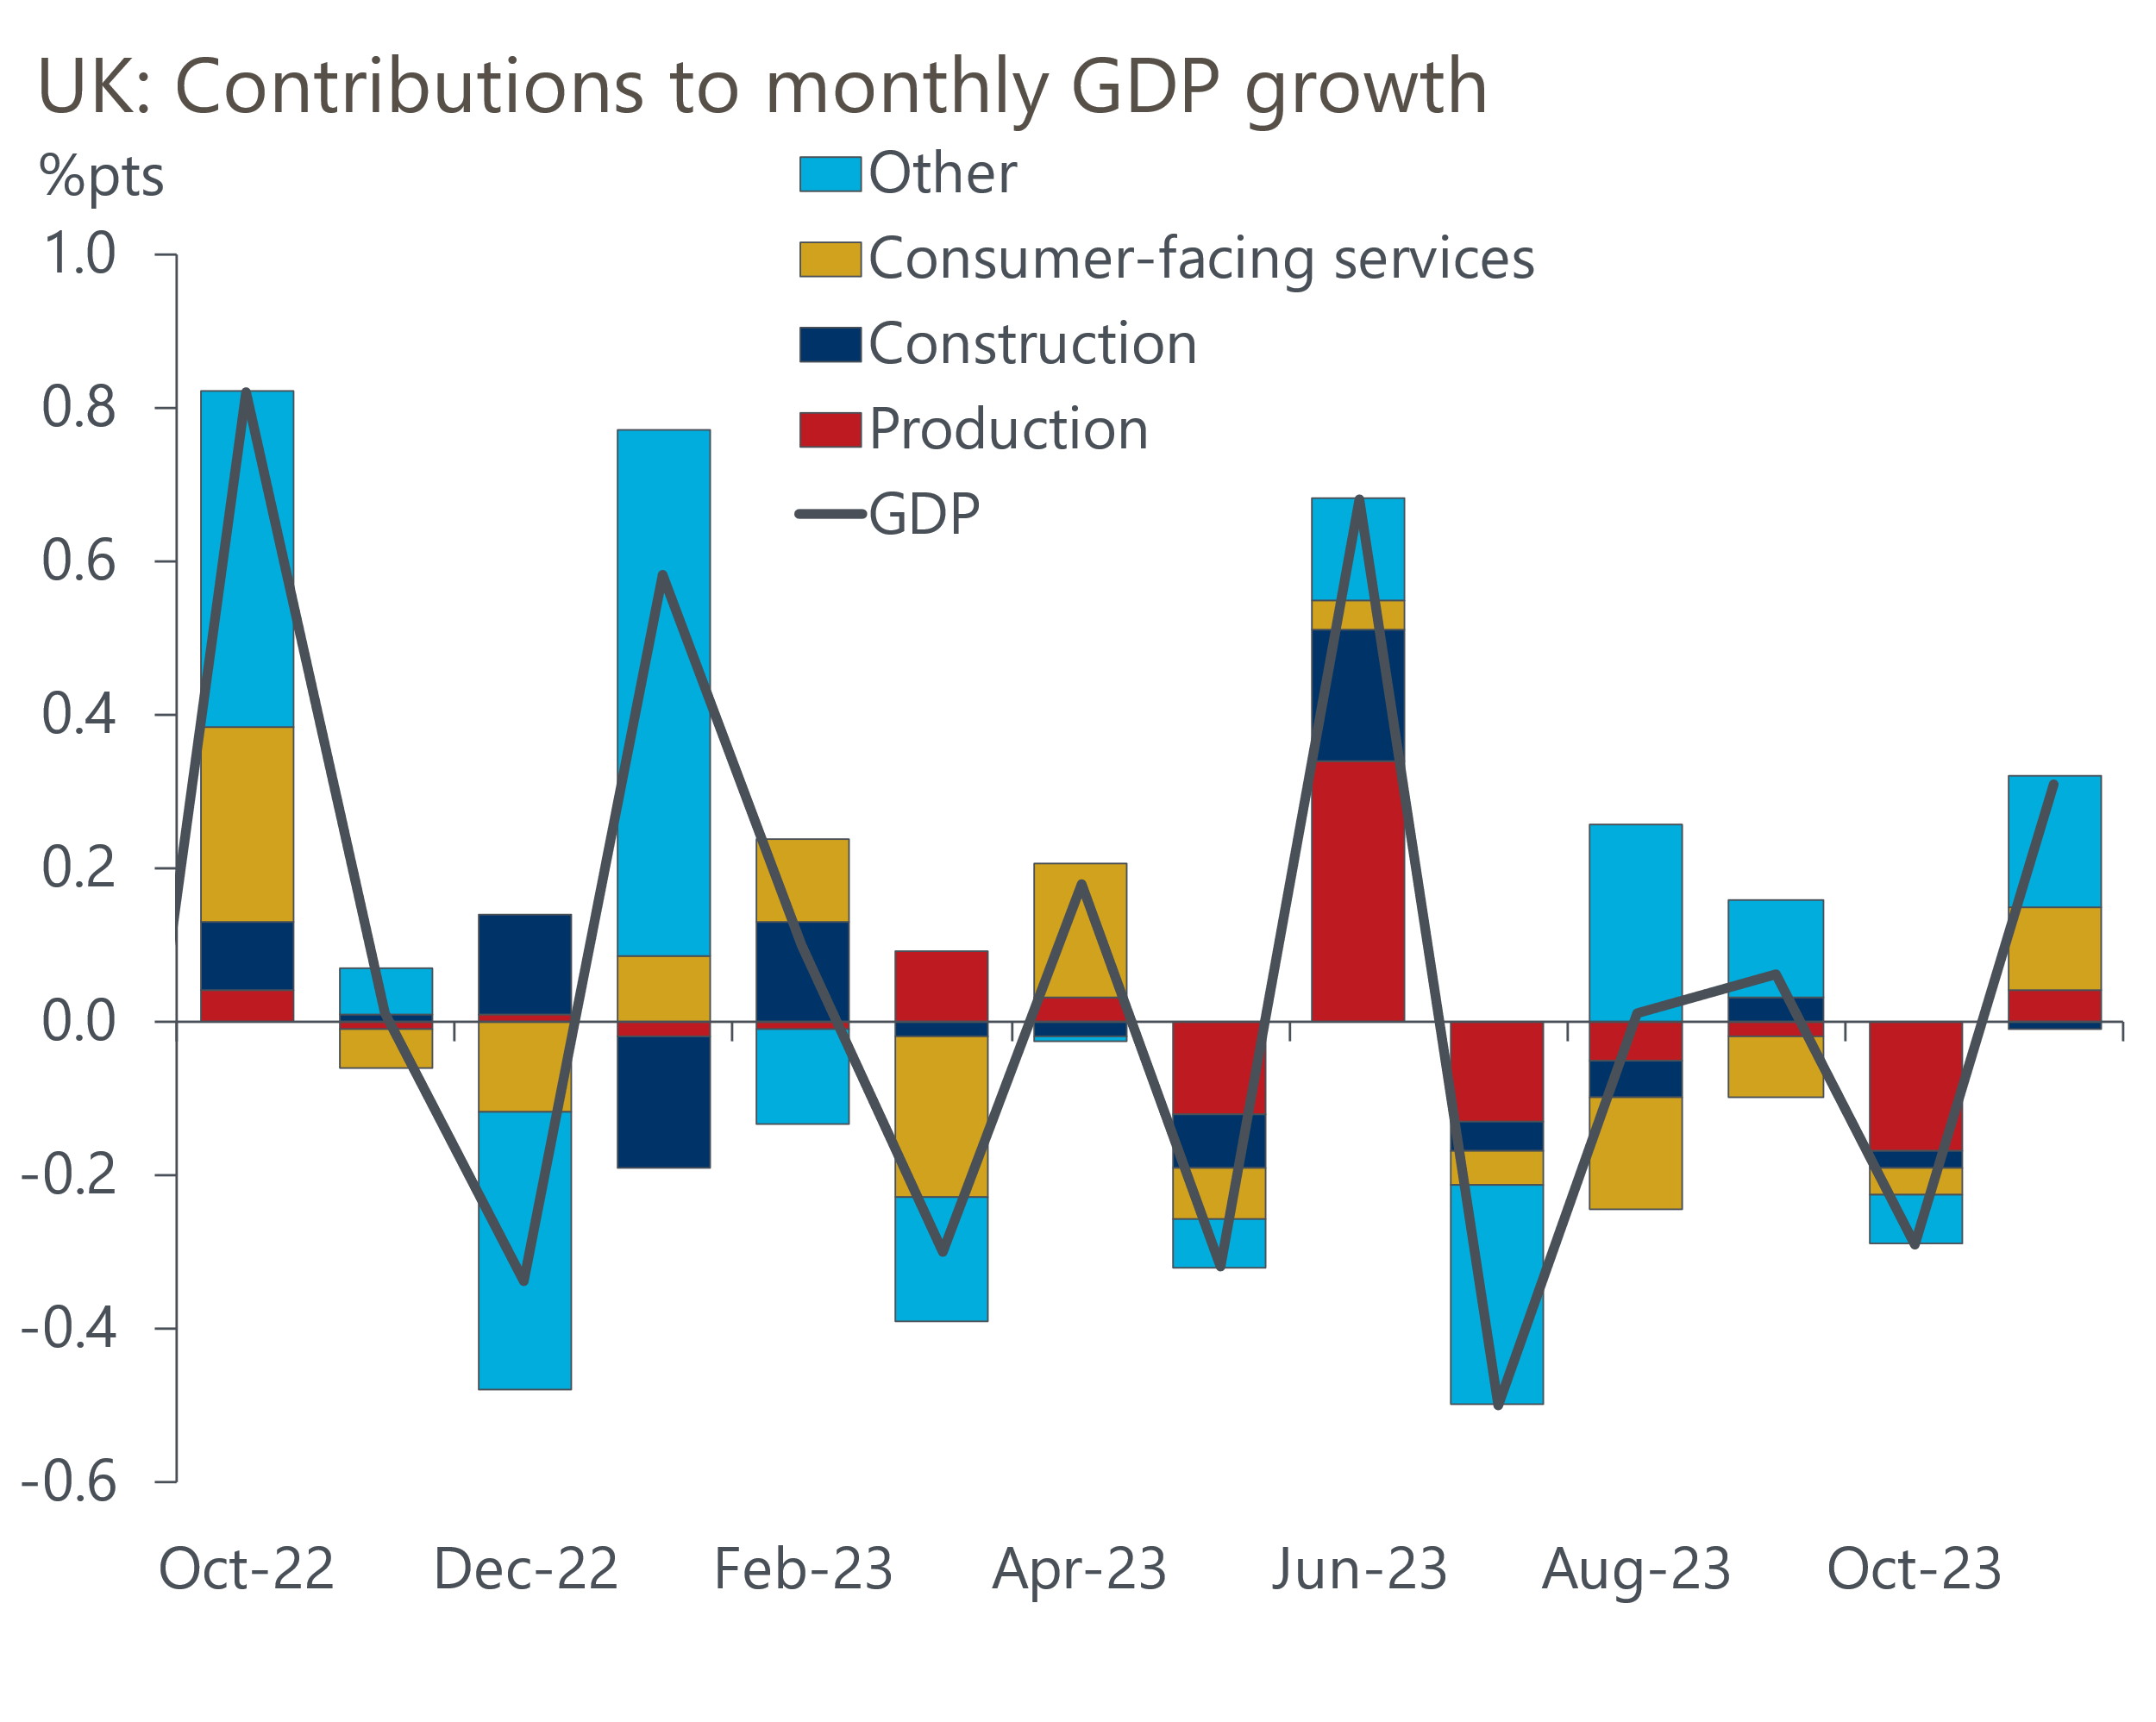 UK: Contributions to monthly GDP growth
%pts
Other
Consumer-facing services
Construction
Production
GDP
1.0
0.8
0.6
0.4
0.2
0.0
-0.2
-0.4
-0.6
Oct-22 Dec-22 Feb-23 Apr-23 Jun-23 Aug-23 Oct-23